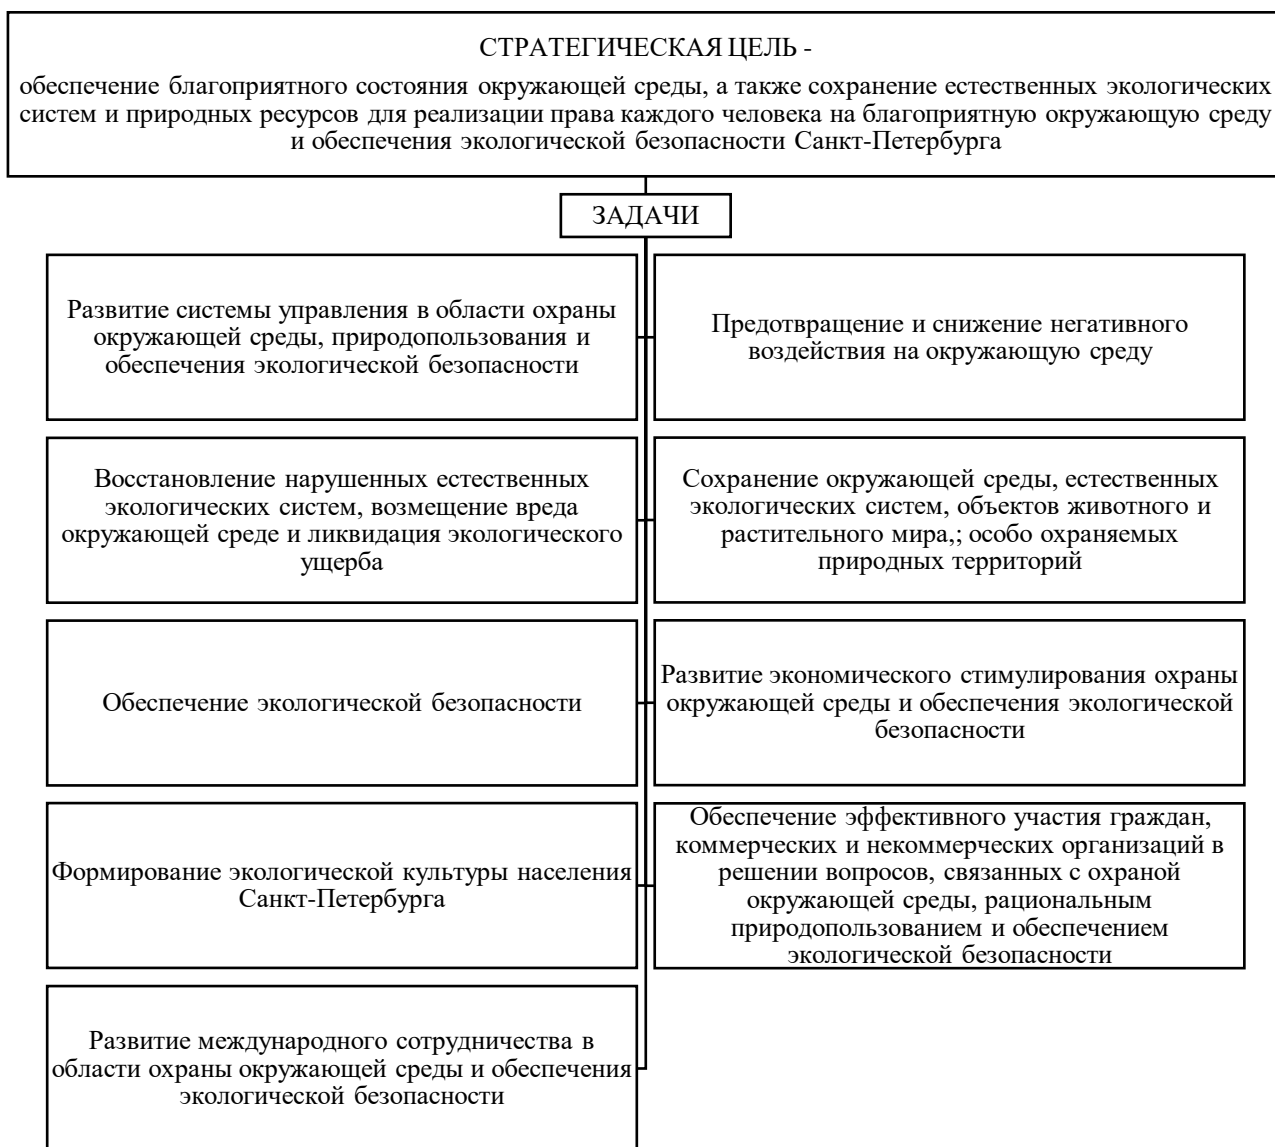 СТРАТЕГИЧЕСКАЯ ЦЕЛЬ -
обеспечение благоприятного состояния окружающей среды, а также сохранение естественных экологических
систем и природных ресурсов для реализации права каждого человека на благоприятную окружающую среду
и обеспечения экологической безопасности Санкт-Петербурга
ЗАДАЧИ
Развитие системы управления в области охраны
окружающей среды, природопользования и
обеспечения экологической безопасности
Предотвращение и снижение негативного
воздействия на окружающую среду
Восстановление нарушенных естественных
экологических систем, возмещение вреда
окружающей среде и ликвидация экологического
ущерба
Сохранение окружающей среды, естественных
экологических систем, объектов животного и
растительного мира,; особо охраняемых
природных территорий
Обеспечение экологической безопасности
Развитие экономического стимулирования охраны
окружающей среды и обеспечения экологической
безопасности
Формирование экологической культуры населения
Санкт-Петербурга
Обеспечение эффективного участия граждан,
коммерческих и некоммерческих организаций в
решении вопросов, связанных с охраной
окружающей среды, рациональным
природопользованием и обеспечением
экологической безопасности
Развитие международного сотрудничества в
области охраны окружающей среды и обеспечения
экологической безопасности